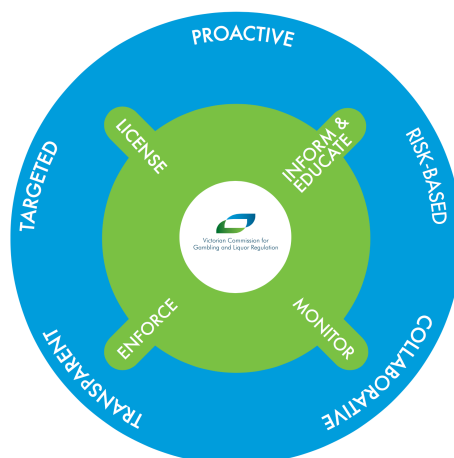 PROACTIVE
LICENSE
INFORM &
EDUCATE
TARGETED
RISK-BASED
Victorian Commission for
Gambling and Liquor Regulation
ENFORCE
MONITOR
TRANSPARENT
COLLABORATIVE